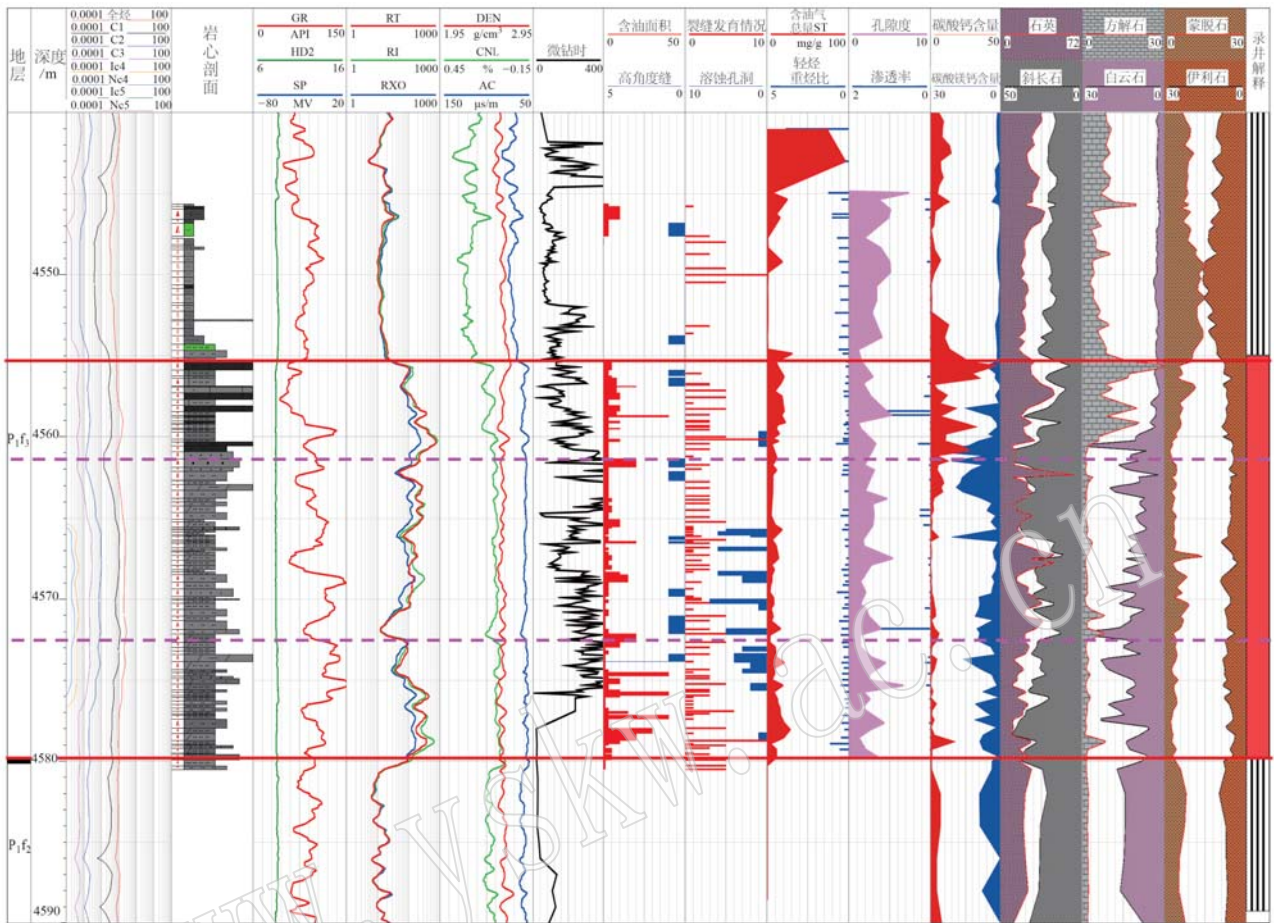 地层
深度/m
0.0001 全烃 100
0.0001 C1 100
0.0001 C2 100
0.0001 C3 100
0.0001 Ic4 100
0.0001 Nc4 100
0.0001 Ic5 100
0.0001 Nc5 100
岩心剖面
GR
0 API 150
HD2
6 16
SP
−80 MV 20
RT
1 1000
RI
1 1000
RXO
1 1000
DEN
1.95 g/cm³ 2.95
CNL
0.45 % −0.15
AC
150 μs/m 50
微钻时
0 400
含油面积
0 50
高角度缝
5 0
裂缝发育情况
0 10
溶蚀孔洞
10 0
含油气总量ST
0 mg/g 100
轻烃重烃比
5 0
孔隙度
0 10
渗透率
2 0
碳酸钙含量
0 50
碳酸镁钙含量
30 0
石英
0 72
斜长石
50 0
方解石
0 30
白云石
30 0
蒙脱石
0 30
伊利石
30 0
录井解释
4550
P₁f₃
4560
4570
4580
P₁f₂
4590
www.yskw.ac.cn